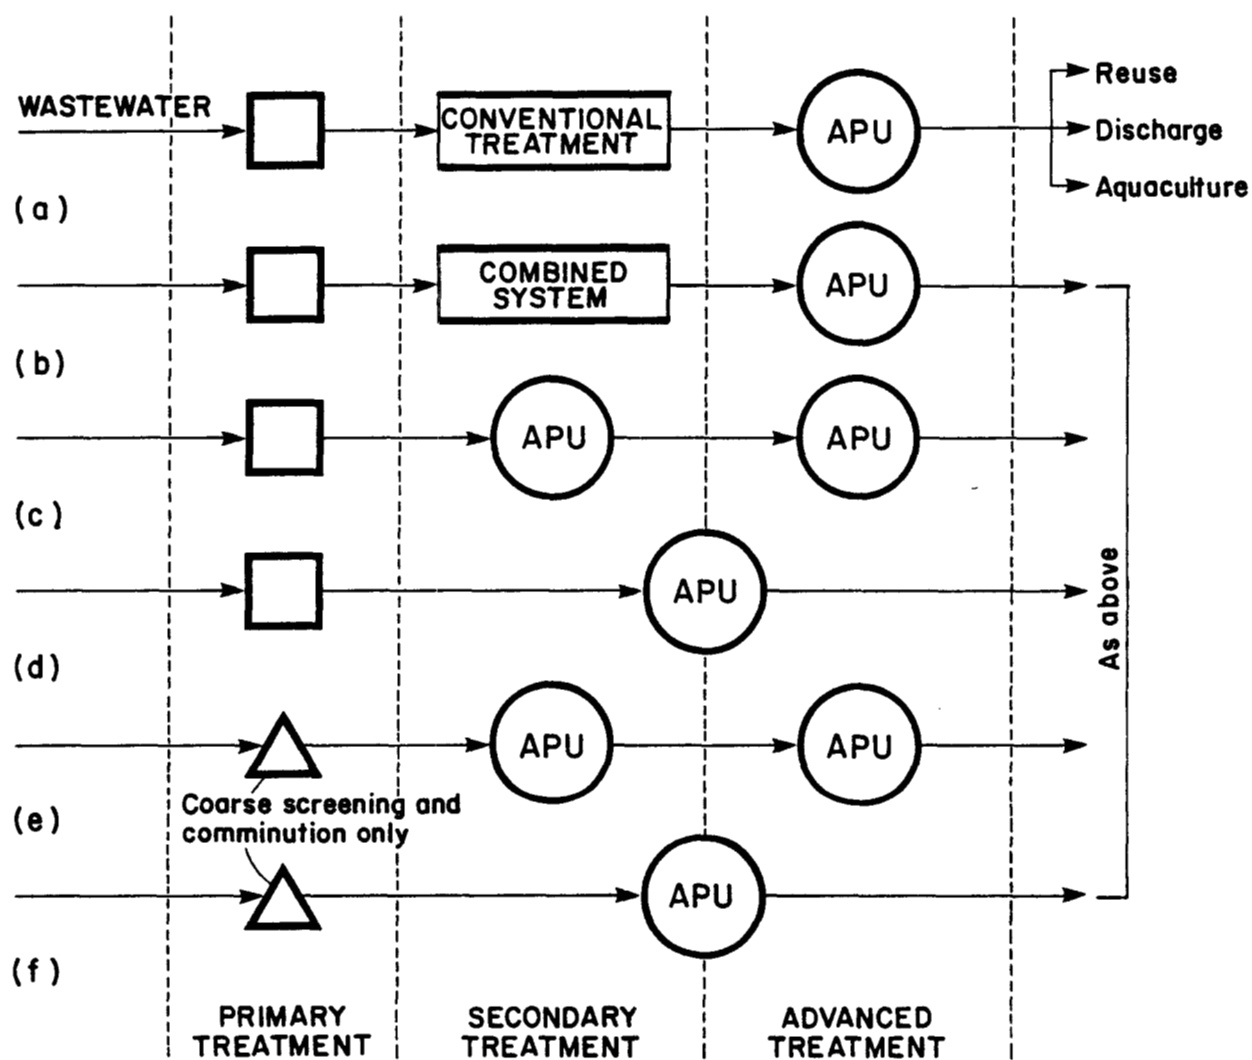 WASTEWATER
CONVENTIONAL
TREATMENT
APU
Reuse
Discharge
Aquaculture
(a)
COMBINED
SYSTEM
APU
(b)
APU
APU
(c)
APU
(d)
As above
APU
APU
Coarse screening and
comminution only
(e)
APU
(f)
PRIMARY
TREATMENT
SECONDARY
TREATMENT
ADVANCED
TREATMENT